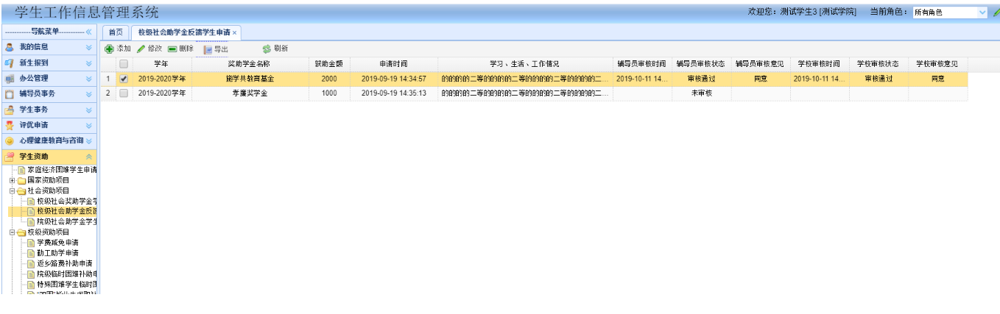 学生工作信息管理系统
欢迎您：测试学生3 [测试学院] 当前角色： 所有角色
-----------导航菜单-----------
首页 校级社会助学金反馈学生申请 ×
我的信息
新生报到
办公管理
辅导员事务
学生事务
评优申请
心理健康教育与咨询
学生资助
家庭经济困难学生申请
国家资助项目
社会资助项目
校级社会奖助学金学
校级社会助学金反馈
院级社会助学金学生
校级资助项目
学费减免申请
勤工助学申请
返乡路费补助申请
院级临时困难补助申
特殊困难学生临时困
添加 修改 删除 导出 刷新
学年 奖助学金名称 获助金额 申请时间 学习、生活、工作情况 辅导员审核时间 辅导员审核状态 辅导员审核意见 学校审核时间 学校审核状态 学校审核意见
1 2019-2020学年 施学共教育基金 2000 2019-09-19 14:34:57 的的的的二等的的的的二等的的的的二等的的的的二... 2019-10-11 14... 审核通过 同意 2019-10-11 14... 审核通过 同意
2 2019-2020学年 孝廉奖学金 1000 2019-09-19 14:35:13 的的的的二等的的的的二等的的的的二等的的的的二... 未审核